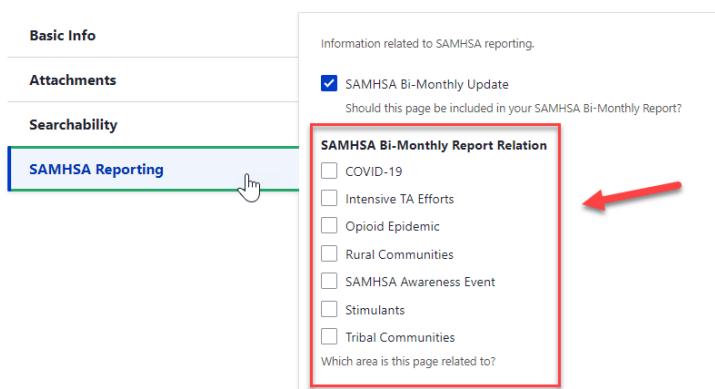 Basic Info
Attachments
Searchability
SAMHSA Reporting
Information related to SAMHSA reporting.
SAMHSA Bi-Monthly Update
Should this page be included in your SAMHSA Bi-Monthly Report?
SAMHSA Bi-Monthly Report Relation
COVID-19
Intensive TA Efforts
Opioid Epidemic
Rural Communities
SAMHSA Awareness Event
Stimulants
Tribal Communities
Which area is this page related to?